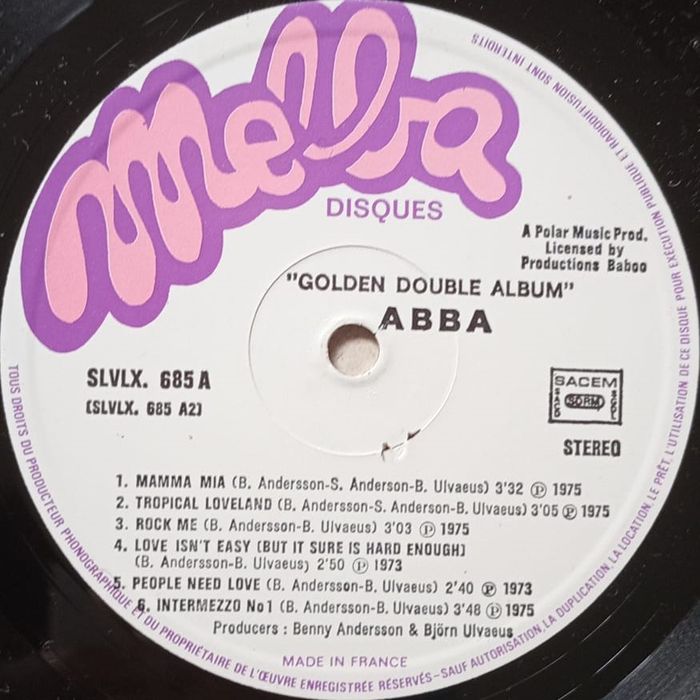 Melba
DISQUES
A Polar Music Prod.
Licensed by
Productions Baboo
"GOLDEN DOUBLE ALBUM"
ABBA
SLVLX. 685 A
(SLVLX. 685 A2)
SACEM
SDRM
STEREO
1. MAMMA MIA (B. Andersson-S. Anderson-B. Ulvaeus) 3'32 Ⓟ 1975
2. TROPICAL LOVELAND (B. Andersson-S. Anderson-B. Ulvaeus) 3'05 Ⓟ 1975
3. ROCK ME (B. Andersson-B. Ulvaeus) 3'03 Ⓟ 1975
4. LOVE ISN'T EASY (BUT IT SURE IS HARD ENOUGH)
(B. Andersson-B. Ulvaeus) 2'50 Ⓟ 1973
5. PEOPLE NEED LOVE (B. Andersson-B. Ulvaeus) 2'40 Ⓟ 1973
6. INTERMEZZO No 1 (B. Andersson-B. Ulvaeus) 3'48 Ⓟ 1975
Producers : Benny Andersson & Björn Ulvaeus
MADE IN FRANCE
TOUS DROITS DU PRODUCTEUR PHONOGRAPHIQUE ET DU PROPRIETAIRE DE L'ŒUVRE ENREGISTRÉE RÉSERVÉS - SAUF AUTORISATION, LA DUPLICATION, LA LOCATION, LE PRÊT, L'UTILISATION DE CE DISQUE POUR EXÉCUTION PUBLIQUE ET RADIODIFFUSION SONT INTERDITS